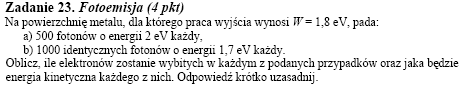 Zadanie 23. Fotoemisja (4 pkt)
Na powierzchnię metalu, dla którego praca wyjścia wynosi W = 1,8 eV, pada:
a) 500 fotonów o energii 2 eV każdy,
b) 1000 identycznych fotonów o energii 1,7 eV każdy.
Oblicz, ile elektronów zostanie wybitych w każdym z podanych przypadków oraz jaka będzie
energia kinetyczna każdego z nich. Odpowiedź krótko uzasadnij.